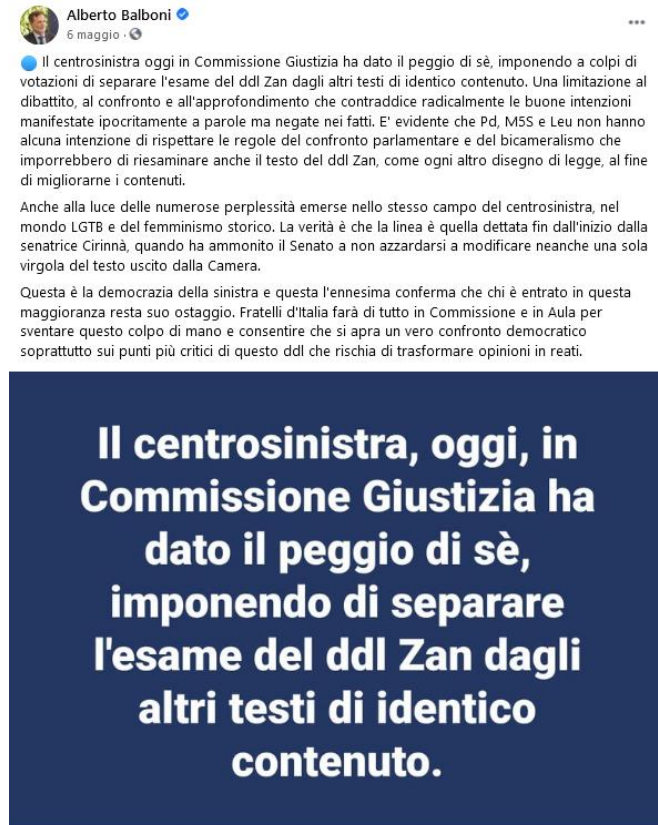 Alberto Balboni
6 maggio ·
Il centrosinistra oggi in Commissione Giustizia ha dato il peggio di sè, imponendo a colpi di
votazioni di separare l'esame del ddl Zan dagli altri testi di identico contenuto. Una limitazione al
dibattito, al confronto e all'approfondimento che contraddice radicalmente le buone intenzioni
manifestate ipocritamente a parole ma negate nei fatti. E' evidente che Pd, M5S e Leu non hanno
alcuna intenzione di rispettare le regole del confronto parlamentare e del bicameralismo che
imporrebbero di riesaminare anche il testo del ddl Zan, come ogni altro disegno di legge, al fine
di migliorarne i contenuti.
Anche alla luce delle numerose perplessità emerse nello stesso campo del centrosinistra, nel
mondo LGTB e del femminismo storico. La verità è che la linea è quella dettata fin dall'inizio dalla
senatrice Cirinnà, quando ha ammonito il Senato a non azzardarsi a modificare neanche una sola
virgola del testo uscito dalla Camera.
Questa è la democrazia della sinistra e questa l'ennesima conferma che chi è entrato in questa
maggioranza resta suo ostaggio. Fratelli d'Italia farà di tutto in Commissione e in Aula per
sventare questo colpo di mano e consentire che si apra un vero confronto democratico
soprattutto sui punti più critici di questo ddl che rischia di trasformare opinioni in reati.
Il centrosinistra, oggi, in
Commissione Giustizia ha
dato il peggio di sè,
imponendo di separare
l'esame del ddl Zan dagli
altri testi di identico
contenuto.